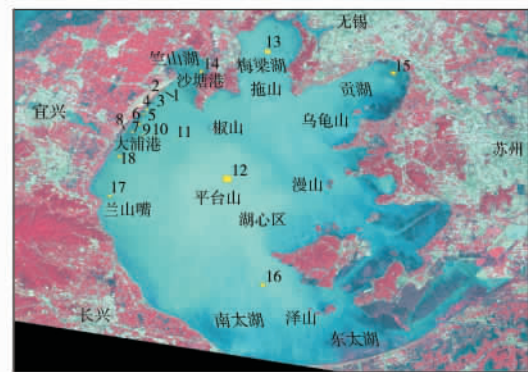 无锡
13
竺山湖
14
梅梁湖
15
沙塘港
拖山
贡湖
2
1
4 3
宜兴
6 5
8
7 9 10
11
椒山
乌龟山
大浦港
苏州
18
12
漫山
17
平台山
兰山嘴
湖心区
16
长兴
南太湖
泽山
东太湖